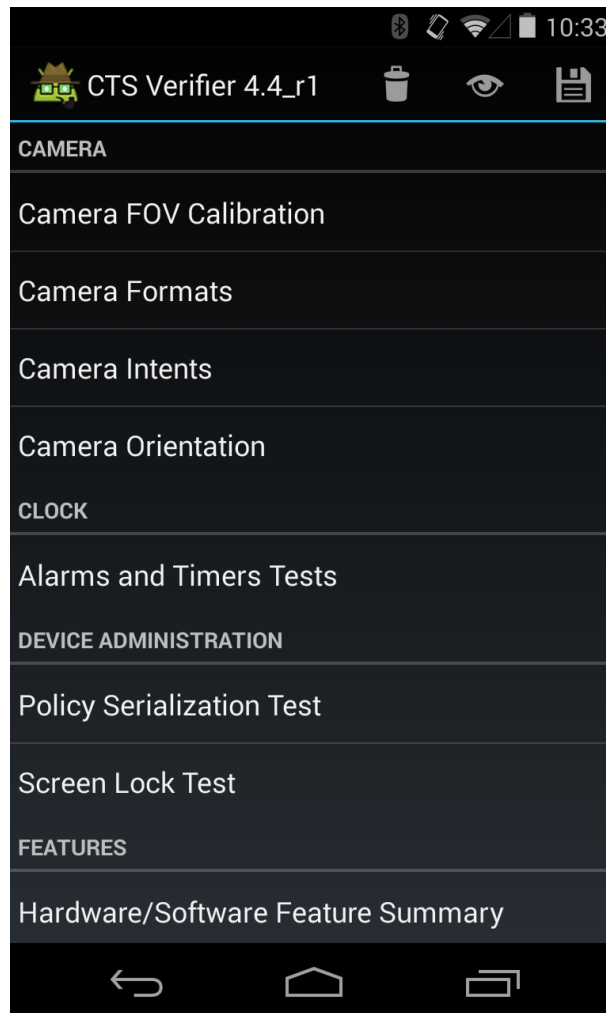 10:33
CTS Verifier 4.4_r1
CAMERA
Camera FOV Calibration
Camera Formats
Camera Intents
Camera Orientation
CLOCK
Alarms and Timers Tests
DEVICE ADMINISTRATION
Policy Serialization Test
Screen Lock Test
FEATURES
Hardware/Software Feature Summary